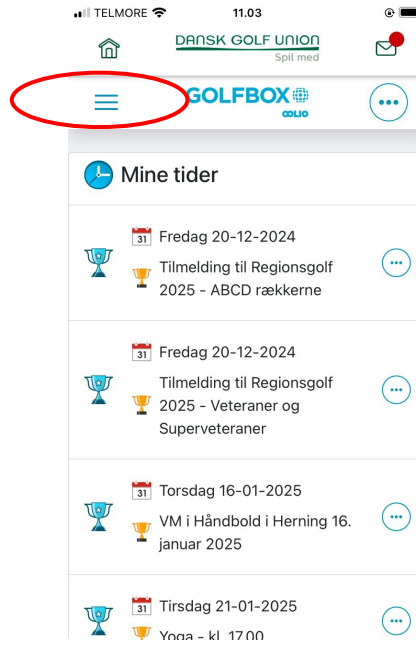 TELMORE 11.03
DANSK GOLF UNION
Spil med
GOLFBOX
COLIO
Mine tider
31 Fredag 20-12-2024
Tilmelding til Regionsgolf
2025 - ABCD rækkerne
31 Fredag 20-12-2024
Tilmelding til Regionsgolf
2025 - Veteraner og
Superveteraner
31 Torsdag 16-01-2025
VM i Håndbold i Herning 16.
januar 2025
31 Tirsdag 21-01-2025
Yoga - kl. 17.00